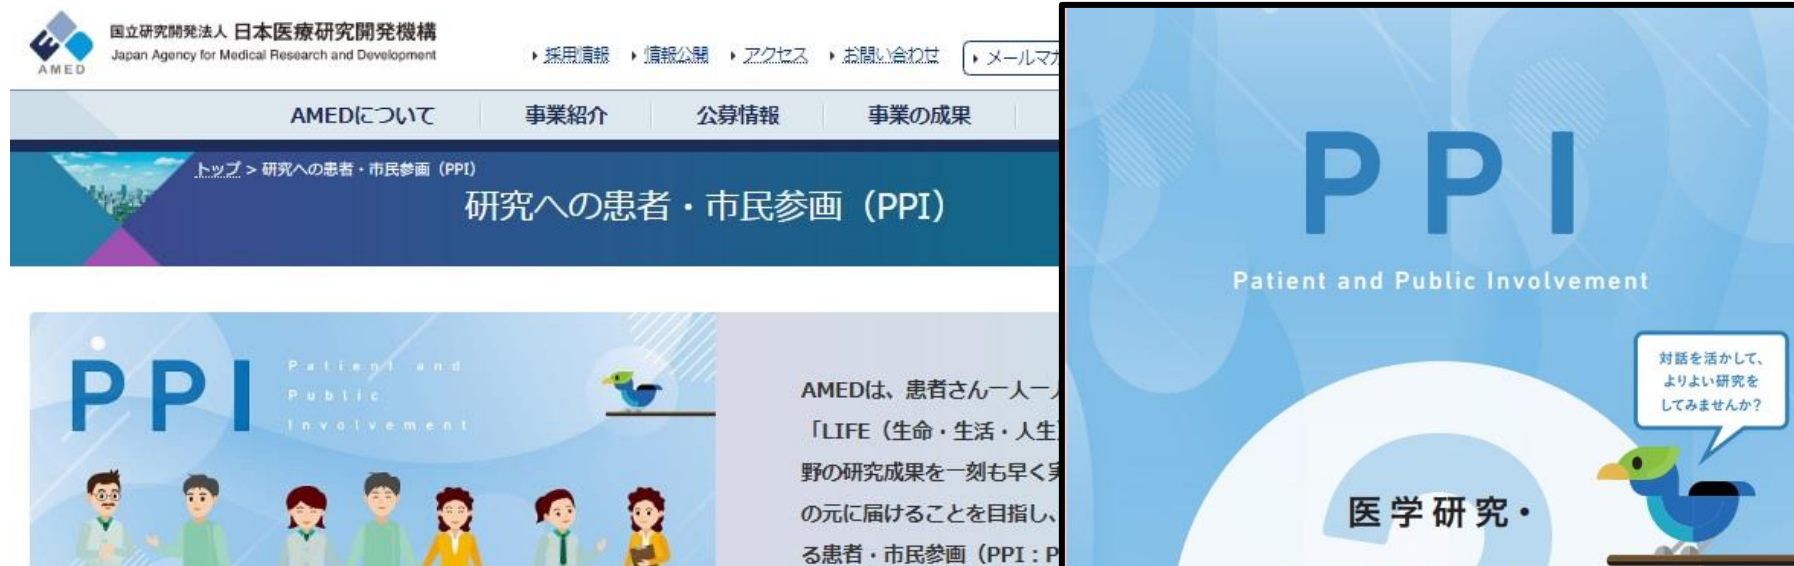 国立研究開発法人 日本医療研究開発機構
Japan Agency for Medical Research and Development
AMED
採用情報 情報公開 アクセス お問い合わせ メールマガ
AMEDについて 事業紹介 公募情報 事業の成果
トップ > 研究への患者・市民参画（PPI）
研究への患者・市民参画（PPI）
PPI
Patient and
Public
Involvement
AMEDは、患者さん一人一人
「LIFE（生命・生活・人生）
野の研究成果を一刻も早く実
の元に届けることを目指し、
る患者・市民参画（PPI：P
PPI
Patient and Public Involvement
対話を活かして、
よりよい研究を
してみませんか？
医学研究・